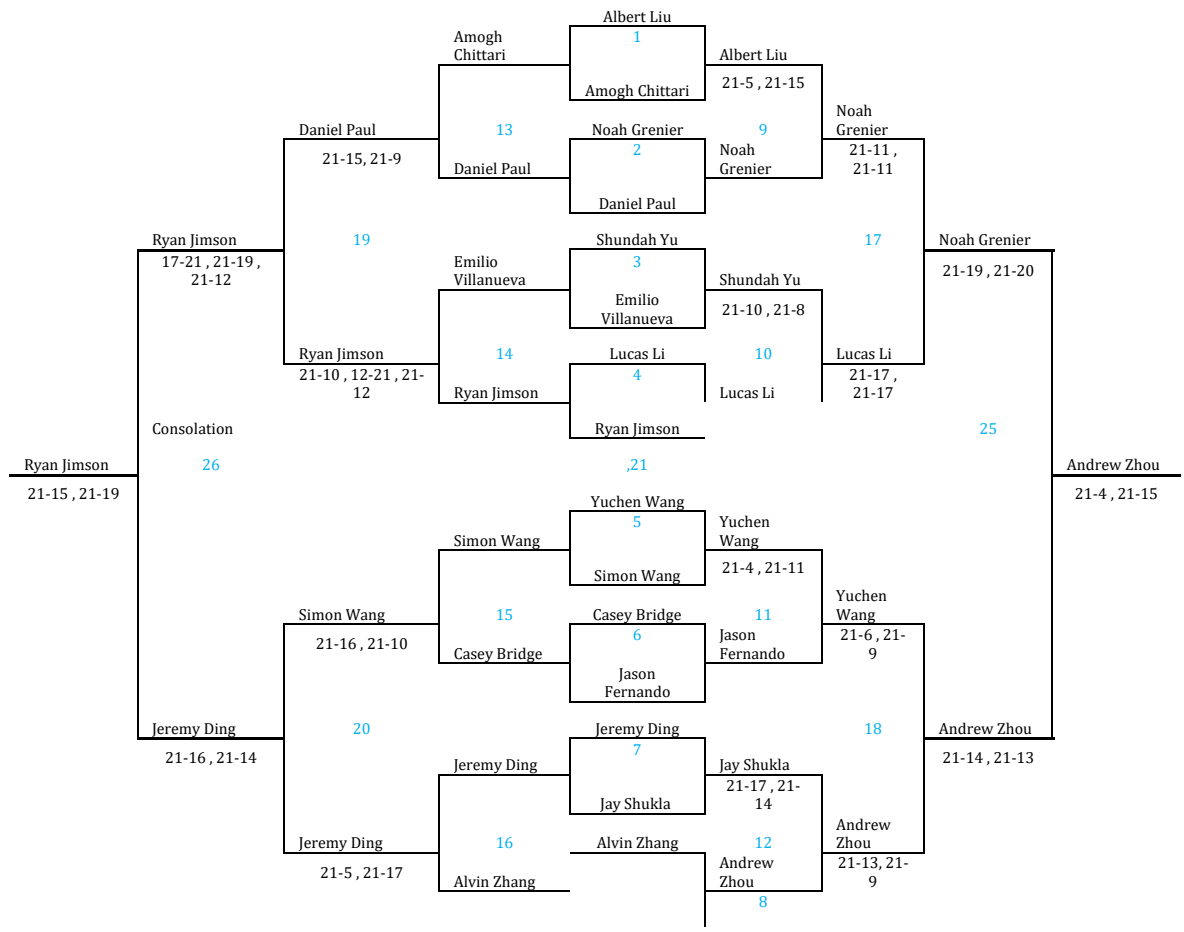 Albert Liu
Amogh
Chittari
1
Albert Liu
21-5 , 21-15
Amogh Chittari
Noah
Grenier
21-11 ,
21-11
Daniel Paul
21-15, 21-9
13
Noah Grenier
9
2
Noah
Grenier
Daniel Paul
Daniel Paul
Ryan Jimson
17-21 , 21-19 ,
21-12
19
Shundah Yu
17
Noah Grenier
21-19 , 21-20
Emilio
Villanueva
3
Shundah Yu
21-10 , 21-8
Emilio
Villanueva
Ryan Jimson
21-10 , 12-21 , 21-
12
14
Lucas Li
10
Lucas Li
21-17 ,
21-17
4
Ryan Jimson
Lucas Li
Consolation
Ryan Jimson
25
Ryan Jimson
21-15 , 21-19
26
,21
Andrew Zhou
21-4 , 21-15
Yuchen Wang
Simon Wang
5
Yuchen
Wang
21-4 , 21-11
Simon Wang
Simon Wang
21-16 , 21-10
15
Casey Bridge
11
Yuchen
Wang
21-6 , 21-
9
6
Casey Bridge
Jason
Fernando
Jason
Fernando
Jeremy Ding
21-16 , 21-14
20
Jeremy Ding
18
Andrew Zhou
21-14 , 21-13
7
Jeremy Ding
Jay Shukla
21-17 , 21-
14
Jay Shukla
Jeremy Ding
21-5 , 21-17
16
Alvin Zhang
12
Andrew
Zhou
21-13, 21-
9
Alvin Zhang
Andrew
Zhou
8